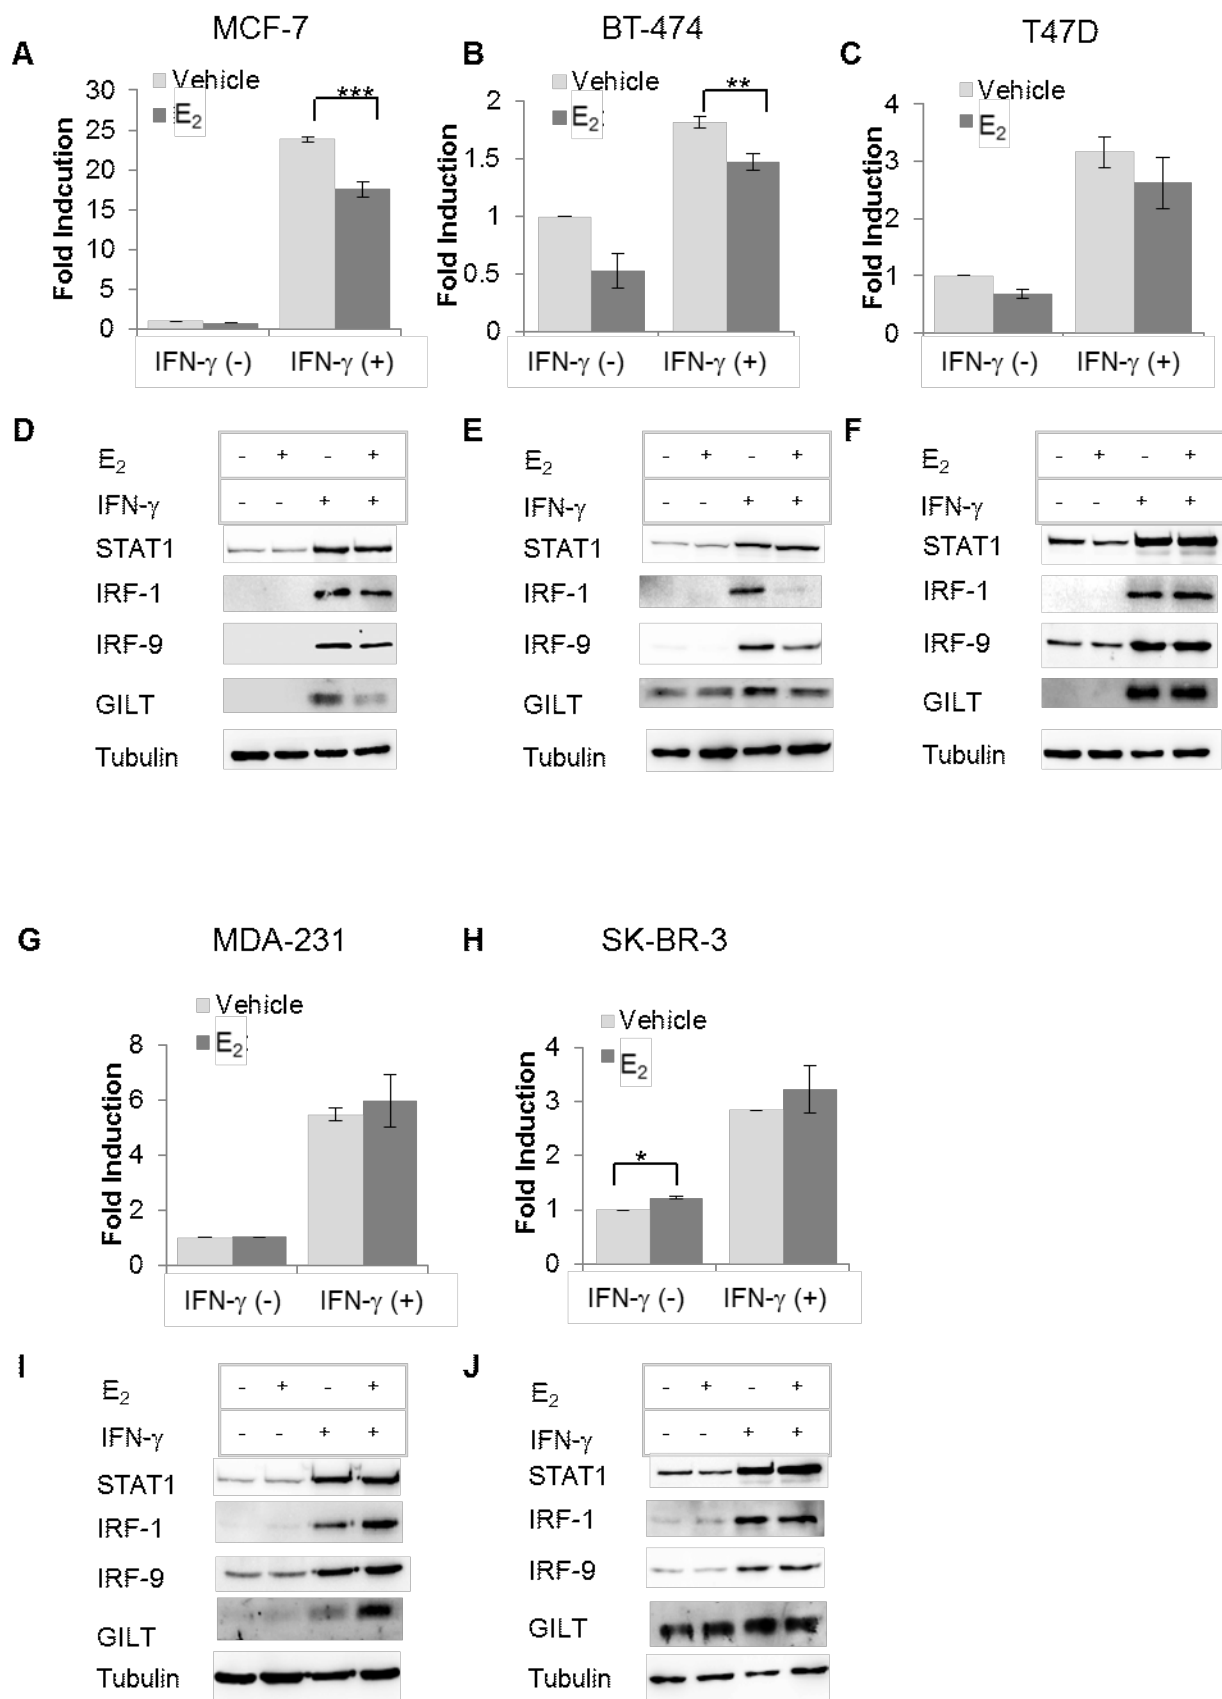 MCF-7 BT-474 T47D
A B C
Vehicle
E2
Fold Indcution
30
25
20
15
10
5
0
***
IFN-γ (-) IFN-γ (+)
Vehicle
E2
Fold Induction
2
1.5
1
0.5
0
**
IFN-γ (-) IFN-γ (+)
Vehicle
E2
Fold Induction
4
3
2
1
0
IFN-γ (-) IFN-γ (+)
D
E2 - + - +
IFN-γ - - + +
STAT1
IRF-1
IRF-9
GILT
Tubulin
E
E2 - + - +
IFN-γ - - + +
STAT1
IRF-1
IRF-9
GILT
Tubulin
F
E2 - + - +
IFN-γ - - + +
STAT1
IRF-1
IRF-9
GILT
Tubulin
G MDA-231 H SK-BR-3
Vehicle
E2
Fold Induction
8
6
4
2
0
IFN-γ (-) IFN-γ (+)
Vehicle
E2
Fold Induction
4
3
2
1
0
*
IFN-γ (-) IFN-γ (+)
I
E2 - + - +
IFN-γ - - + +
STAT1
IRF-1
IRF-9
GILT
Tubulin
J
E2 - + - +
IFN-γ - - + +
STAT1
IRF-1
IRF-9
GILT
Tubulin